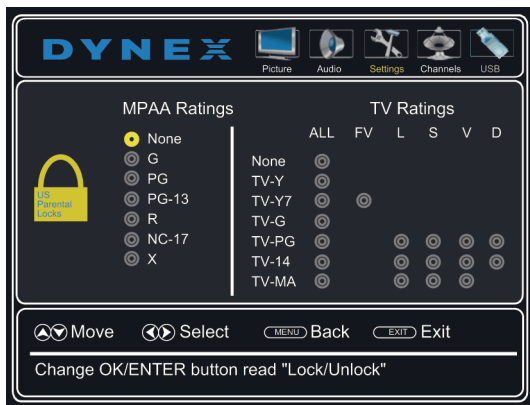 DYNEX
Picture Audio Settings Channels USB
MPAA Ratings
None
G
PG
PG-13
R
NC-17
X
US
Parental
Locks
TV Ratings
ALL FV L S V D
None
TV-Y
TV-Y7
TV-G
TV-PG
TV-14
TV-MA
Move Select MENU Back EXIT Exit
Change OK/ENTER button read "Lock/Unlock"